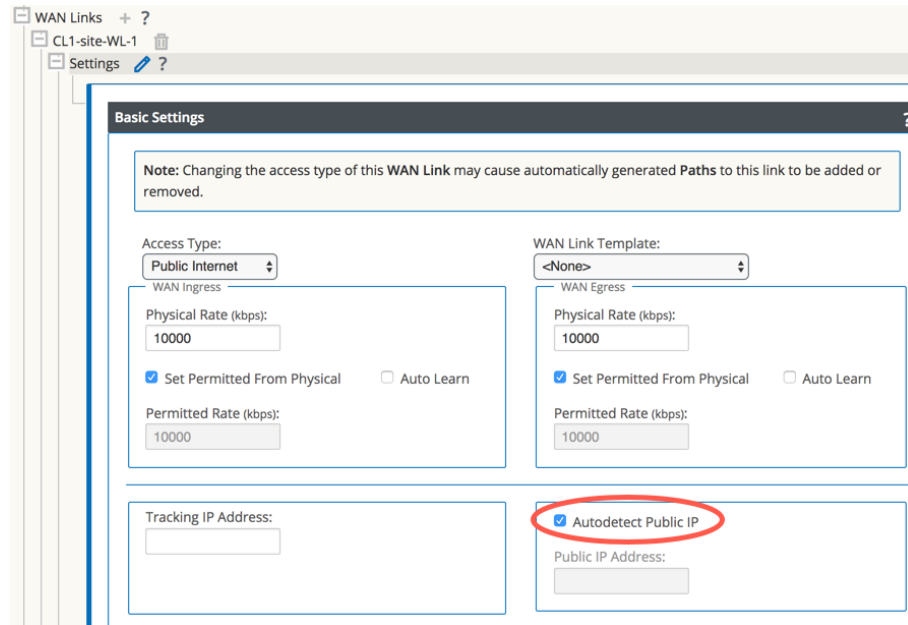 WAN Links + ?
CL1-site-WL-1
Settings ?
Basic Settings ?
Note: Changing the access type of this WAN Link may cause automatically generated Paths to this link to be added or
removed.
Access Type:
Public Internet
WAN Link Template:
<None>
WAN Ingress
Physical Rate (kbps):
10000
Set Permitted From Physical
Auto Learn
Permitted Rate (kbps):
10000
WAN Egress
Physical Rate (kbps):
10000
Set Permitted From Physical
Auto Learn
Permitted Rate (kbps):
10000
Tracking IP Address:
Autodetect Public IP
Public IP Address: